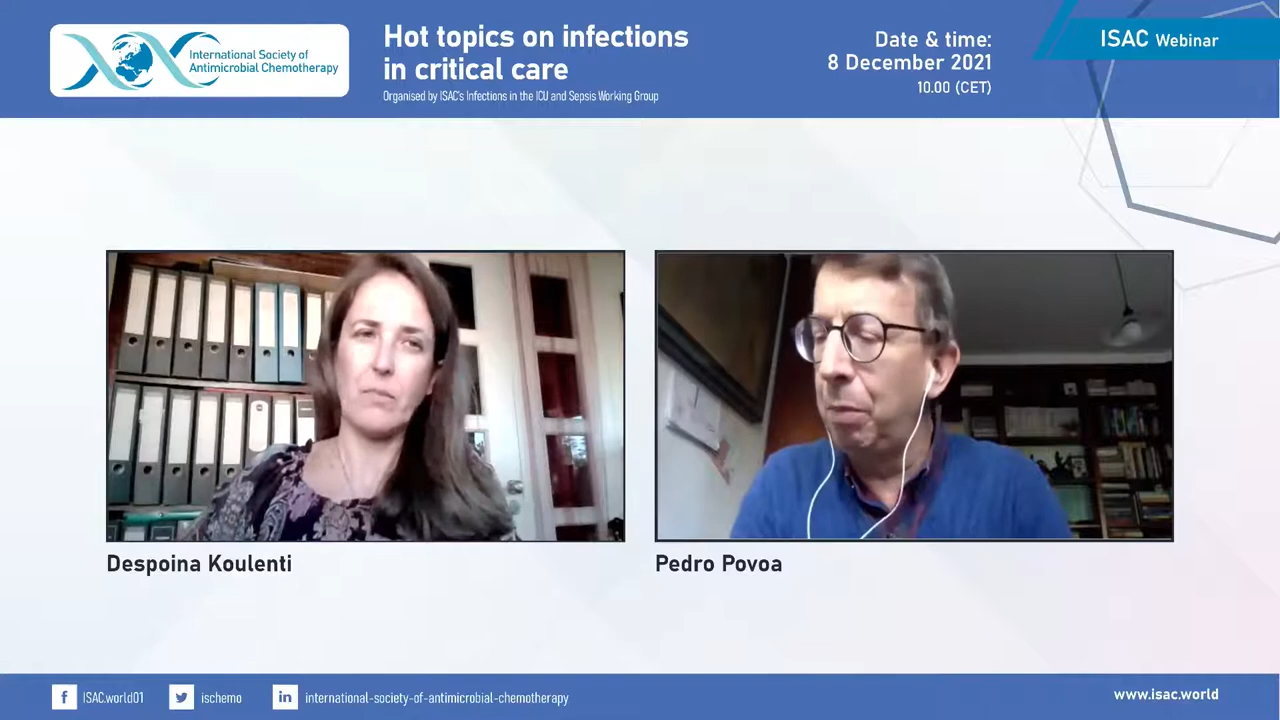 International Society of
Antimicrobial Chemotherapy
Hot topics on infections
in critical care
Organised by ISAC's Infections in the ICU and Sepsis Working Group
Date & time:
8 December 2021
10.00 (CET)
ISAC Webinar
Despoina Koulenti
Pedro Povoa
f ISAC.world01
ischemo
in international-society-of-antimicrobial-chemotherapy
www.isac.world